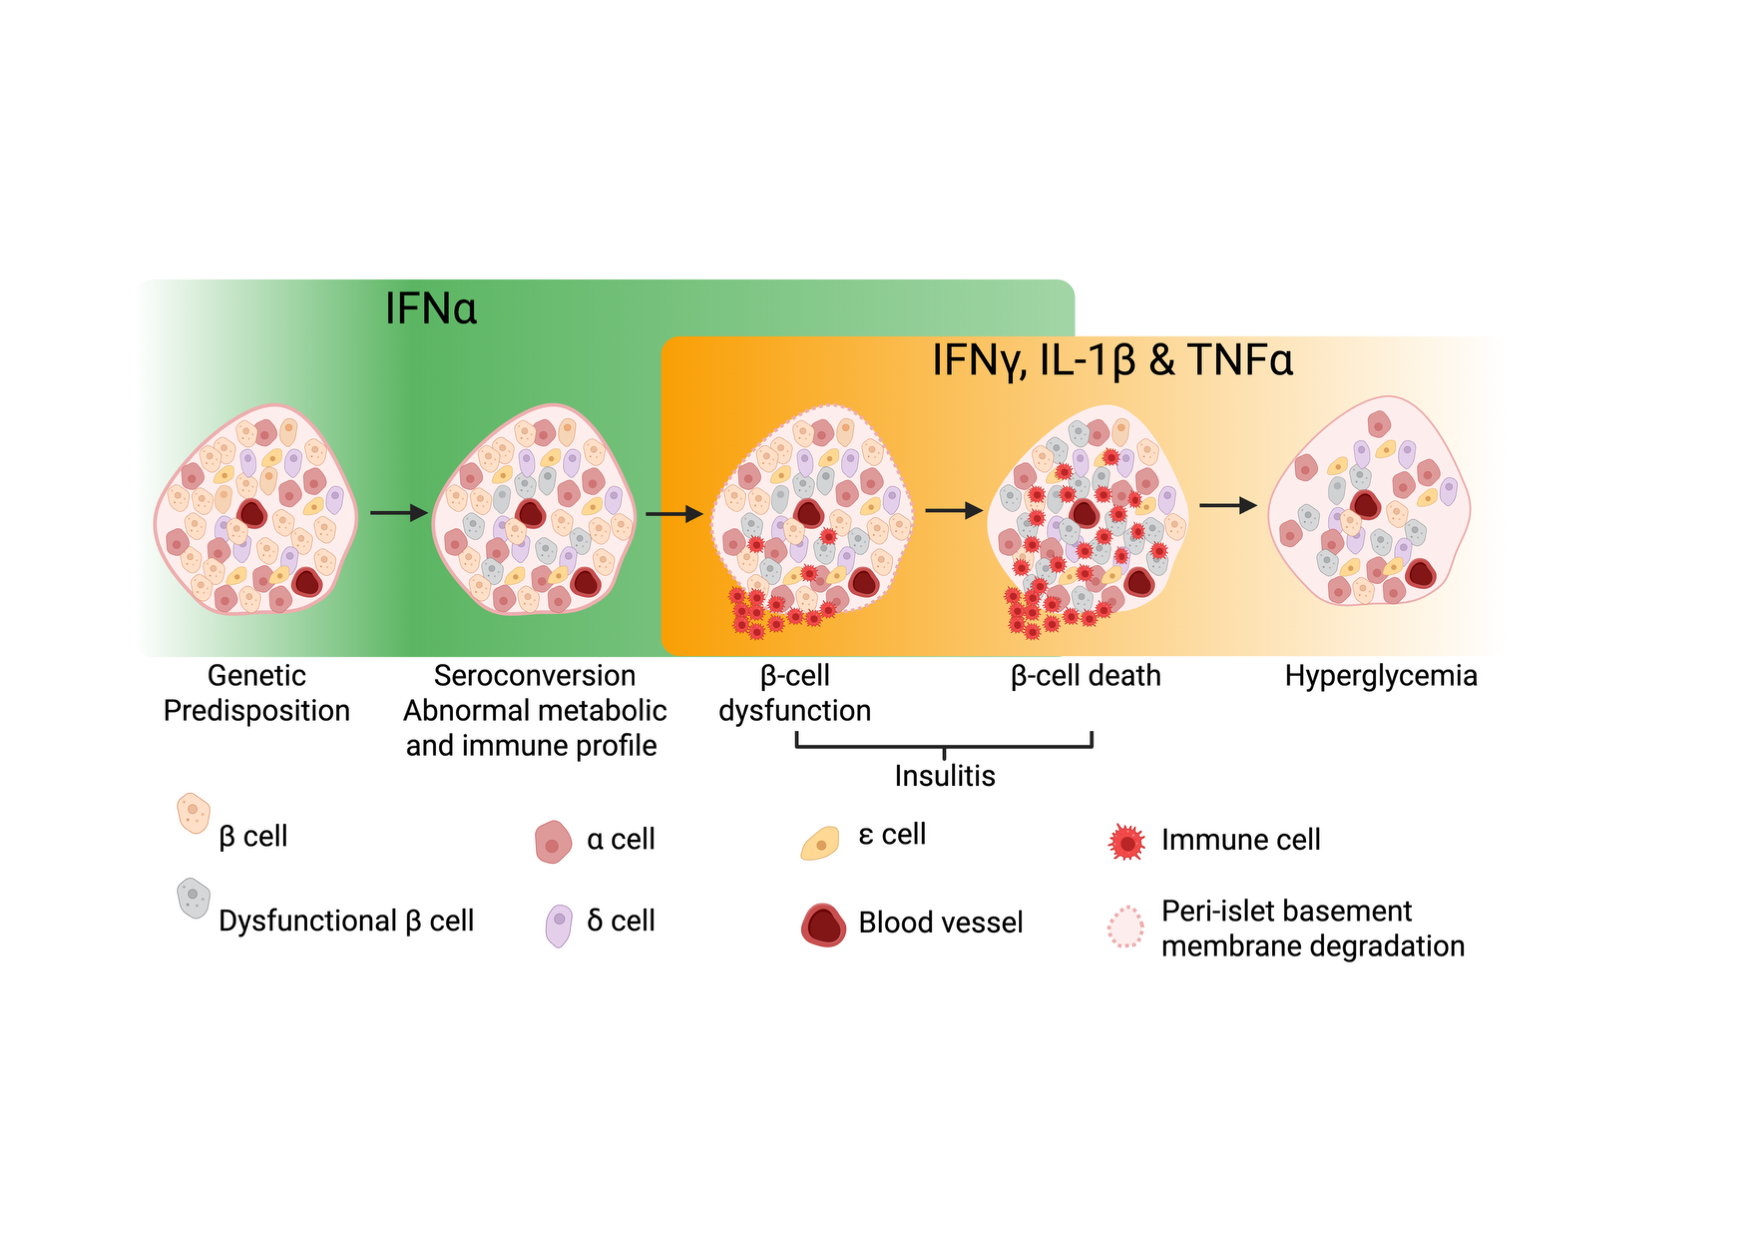 IFNα
IFNγ, IL-1β & TNFα
Genetic
Predisposition
Seroconversion
Abnormal metabolic
and immune profile
β-cell
dysfunction
β-cell death
Hyperglycemia
Insulitis
β cell
α cell
ε cell
Immune cell
Dysfunctional β cell
δ cell
Blood vessel
Peri-islet basement
membrane degradation